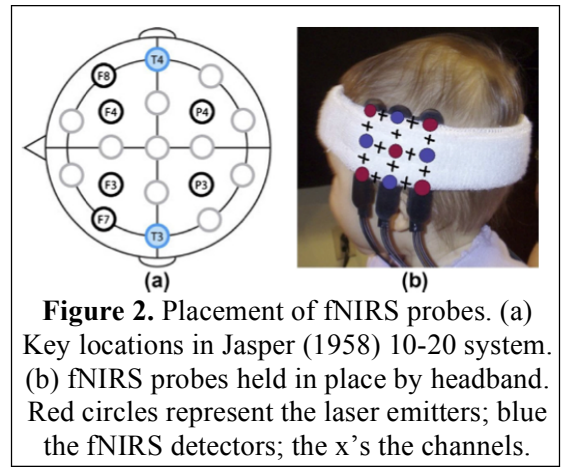 T4
F8
F4
P4
F3
P3
F7
T3
(a)
(b)
Figure 2. Placement of fNIRS probes. (a)
Key locations in Jasper (1958) 10-20 system.
(b) fNIRS probes held in place by headband.
Red circles represent the laser emitters; blue
the fNIRS detectors; the x's the channels.